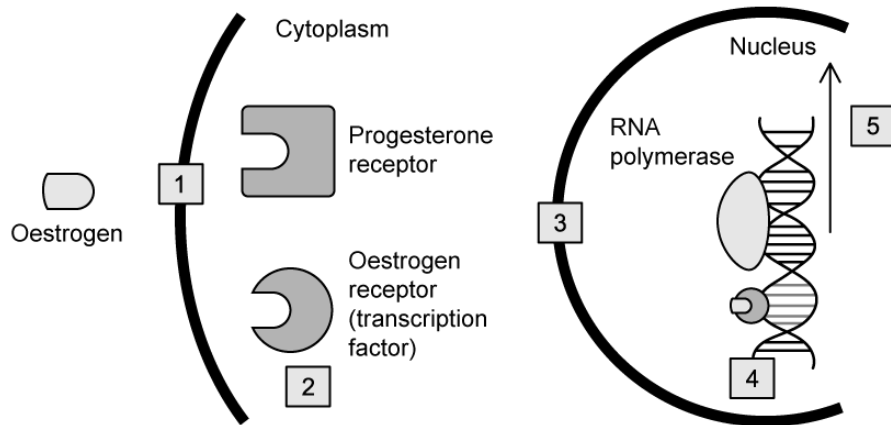 Cytoplasm
Nucleus
5
RNA
polymerase
Progesterone
receptor
1
Oestrogen
3
Oestrogen
receptor
(transcription
factor)
2
4